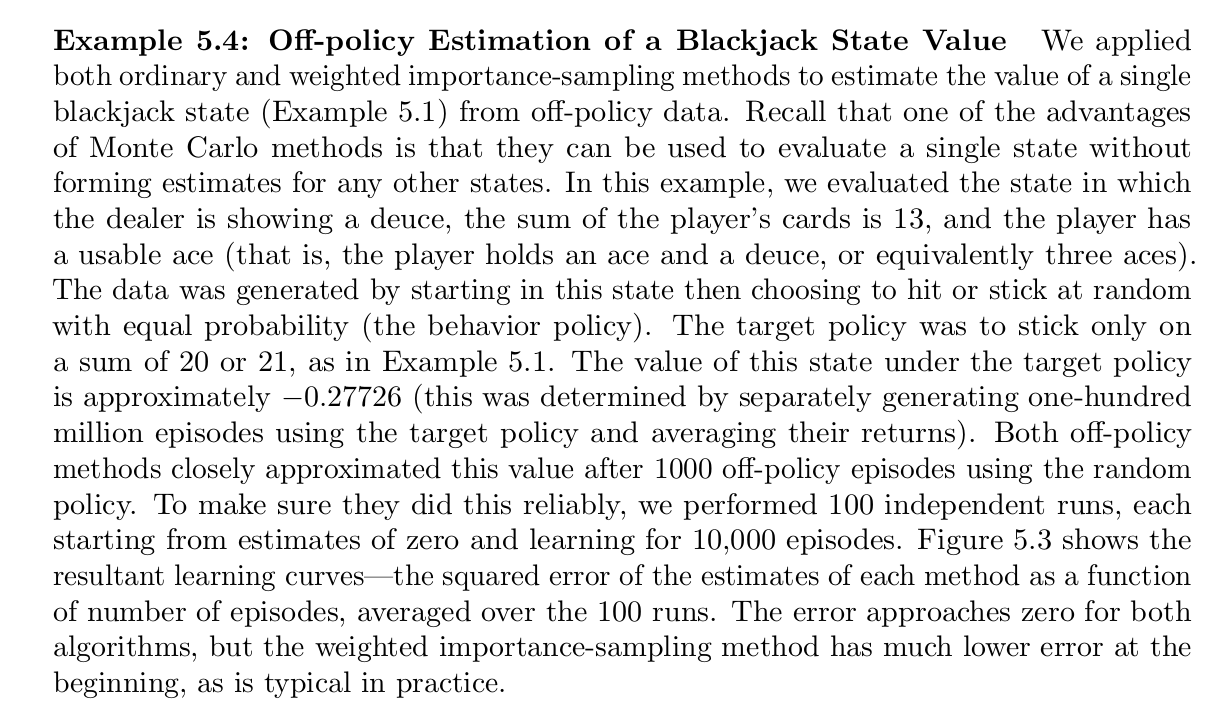 Example 5.4: Off-policy Estimation of a Blackjack State Value We applied
both ordinary and weighted importance-sampling methods to estimate the value of a single
blackjack state (Example 5.1) from off-policy data. Recall that one of the advantages
of Monte Carlo methods is that they can be used to evaluate a single state without
forming estimates for any other states. In this example, we evaluated the state in which
the dealer is showing a deuce, the sum of the player's cards is 13, and the player has
a usable ace (that is, the player holds an ace and a deuce, or equivalently three aces).
The data was generated by starting in this state then choosing to hit or stick at random
with equal probability (the behavior policy). The target policy was to stick only on
a sum of 20 or 21, as in Example 5.1. The value of this state under the target policy
is approximately −0.27726 (this was determined by separately generating one-hundred
million episodes using the target policy and averaging their returns). Both off-policy
methods closely approximated this value after 1000 off-policy episodes using the random
policy. To make sure they did this reliably, we performed 100 independent runs, each
starting from estimates of zero and learning for 10,000 episodes. Figure 5.3 shows the
resultant learning curves—the squared error of the estimates of each method as a function
of number of episodes, averaged over the 100 runs. The error approaches zero for both
algorithms, but the weighted importance-sampling method has much lower error at the
beginning, as is typical in practice.